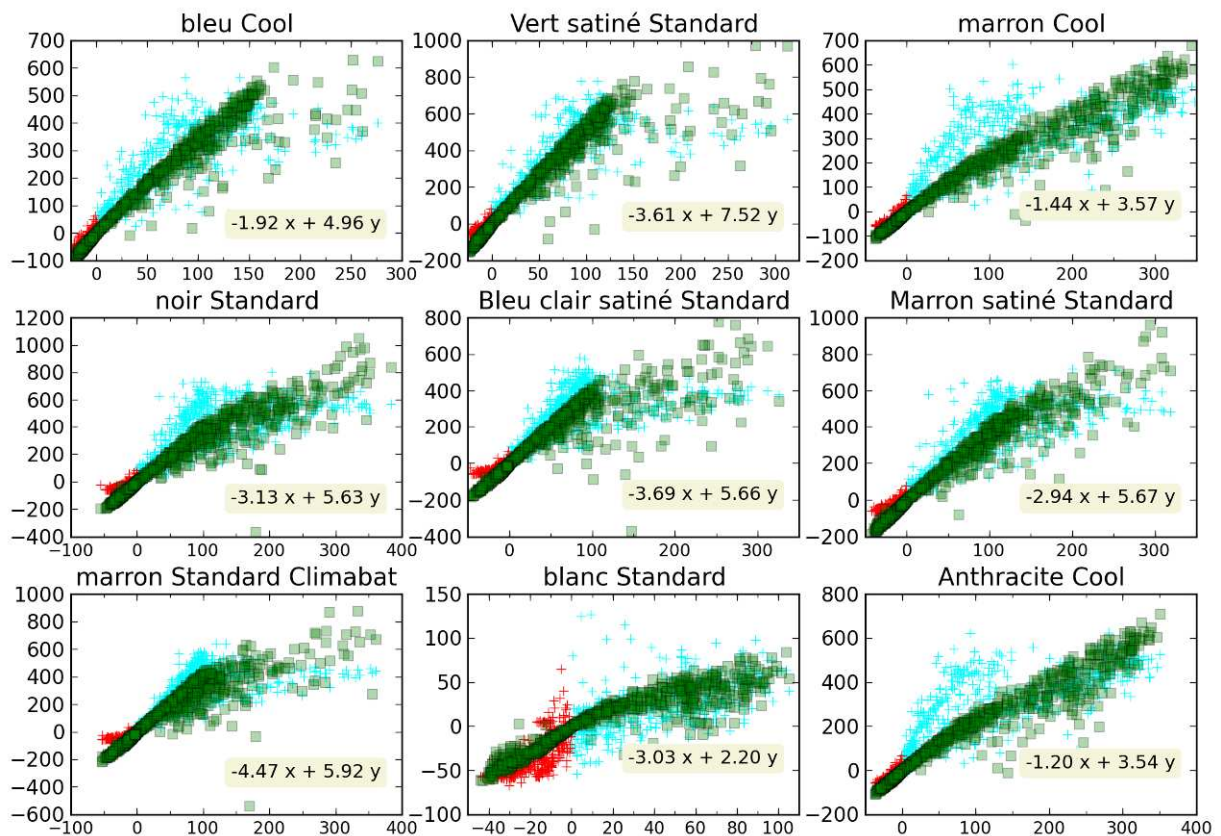 bleu Cool
700
600
500
400
300
200
100
0
−100
-1.92 x + 4.96 y
0 50 100 150 200 250 300
Vert satiné Standard
1000
800
600
400
200
0
−200
-3.61 x + 7.52 y
0 50 100 150 200 250 300
marron Cool
700
600
500
400
300
200
100
0
−100
−200
-1.44 x + 3.57 y
0 100 200 300
noir Standard
1200
1000
800
600
400
200
0
−200
−400
-3.13 x + 5.63 y
−100 0 100 200 300 400
Bleu clair satiné Standard
800
600
400
200
0
−200
−400
-3.69 x + 5.66 y
0 100 200 300
Marron satiné Standard
1000
800
600
400
200
0
−200
-2.94 x + 5.67 y
0 100 200 300
marron Standard Climabat
1000
800
600
400
200
0
−200
−400
−600
-4.47 x + 5.92 y
−100 0 100 200 300 400
blanc Standard
150
100
50
0
−50
−100
-3.03 x + 2.20 y
−40 −20 0 20 40 60 80 100
Anthracite Cool
800
600
400
200
0
−200
-1.20 x + 3.54 y
0 100 200 300 400